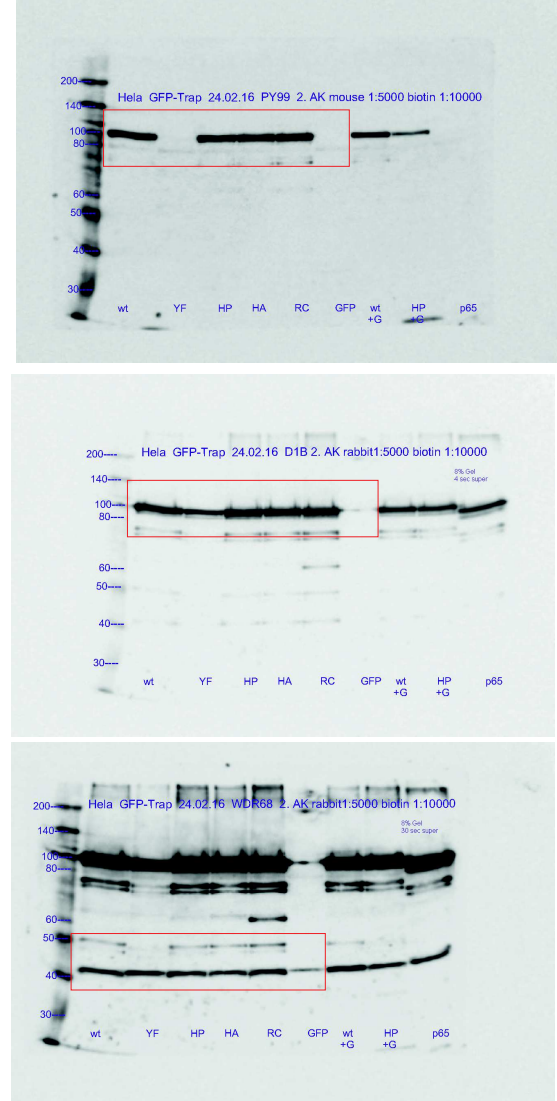 Hela GFP-Trap 24.02.16 PY99 2. AK mouse 1:5000 biotin 1:10000
200
140
100
80
60
50
40
30
wt YF HP HA RC GFP wt +G HP +G p65
Hela GFP-Trap 24.02.16 D1B 2. AK rabbit1:5000 biotin 1:10000
8% Gel
4 sec super
200----
140----
100----
80----
60----
50----
40----
30----
wt YF HP HA RC GFP wt +G HP +G p65
Hela GFP-Trap 24.02.16 WDR68 2. AK rabbit1:5000 biotin 1:10000
8% Gel
30 sec super
200
140
100
80
60
50
40
30
wt YF HP HA RC GFP wt +G HP +G p65